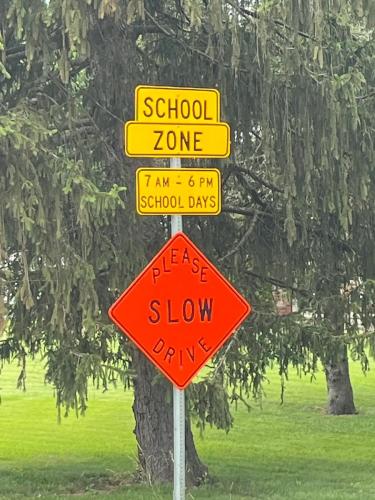 SCHOOL
ZONE
7 AM - 6 PM
SCHOOL DAYS
PLEASE
SLOW
DRIVE